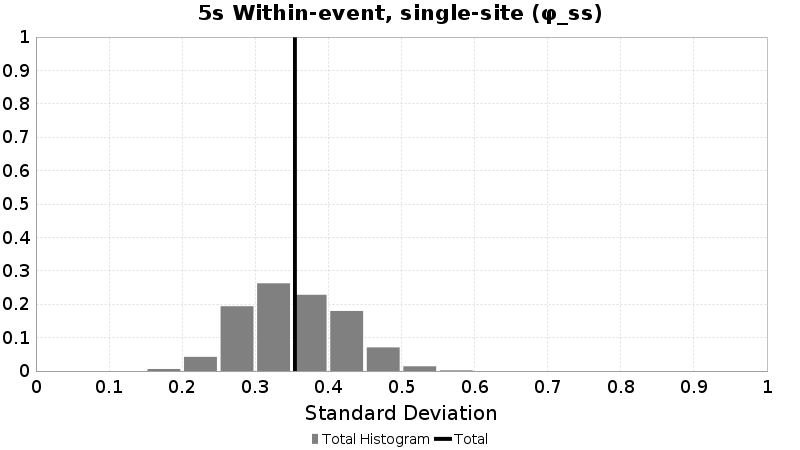 5s Within-event, single-site (φ_ss)
1
0.9
0.8
0.7
0.6
0.5
0.4
0.3
0.2
0.1
0
0 0.1 0.2 0.3 0.4 0.5 0.6 0.7 0.8 0.9 1
Standard Deviation
Total Histogram Total